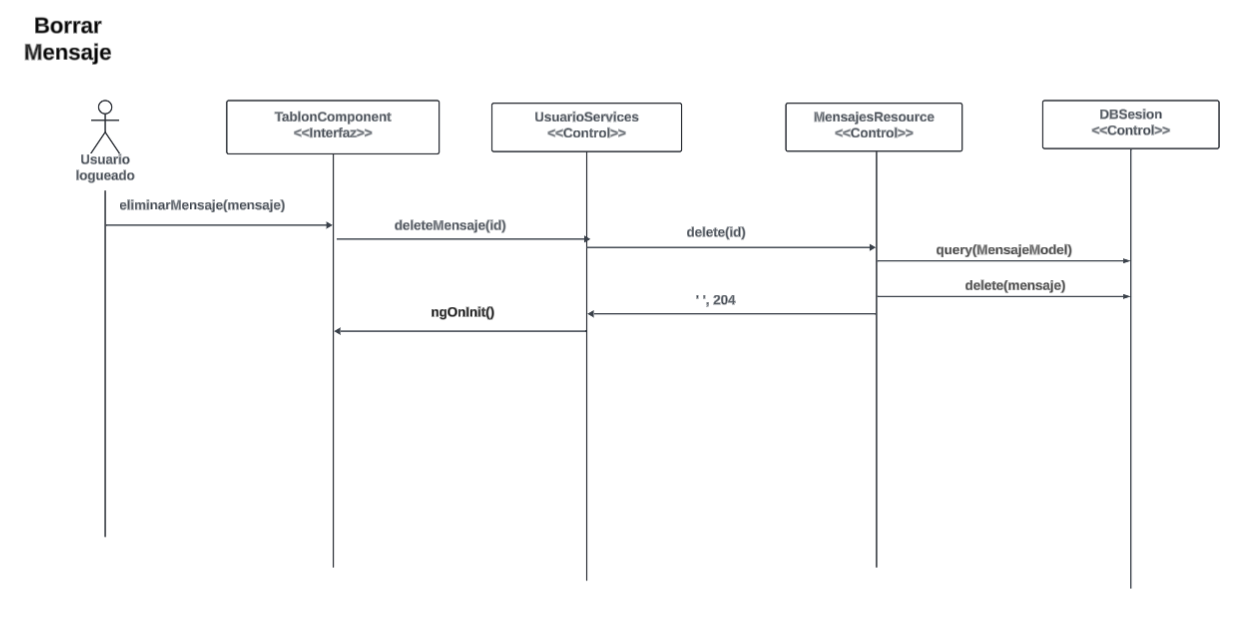 Borrar
Mensaje
TablonComponent
<<Interfaz>>
UsuarioServices
<<Control>>
MensajesResource
<<Control>>
DBSesion
<<Control>>
Usuario
logueado
eliminarMensaje(mensaje)
deleteMensaje(id)
delete(id)
query(MensajeModel)
delete(mensaje)
' ', 204
ngOnInit()